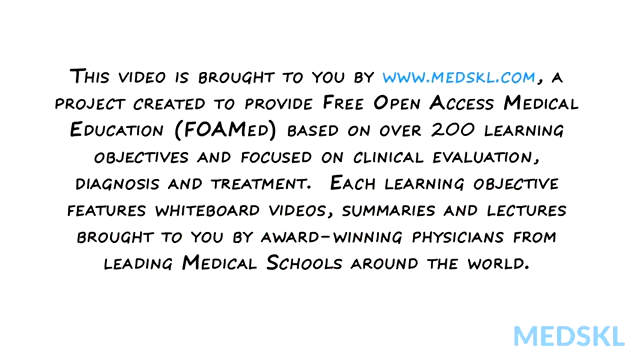 This video is brought to you by www.medskl.com, a
project created to provide Free Open Access Medical
Education (FOAMed) based on over 200 learning
objectives and focused on clinical evaluation,
diagnosis and treatment. Each learning objective
features whiteboard videos, summaries and lectures
brought to you by award-winning physicians from
leading Medical Schools around the world.
MEDSKL